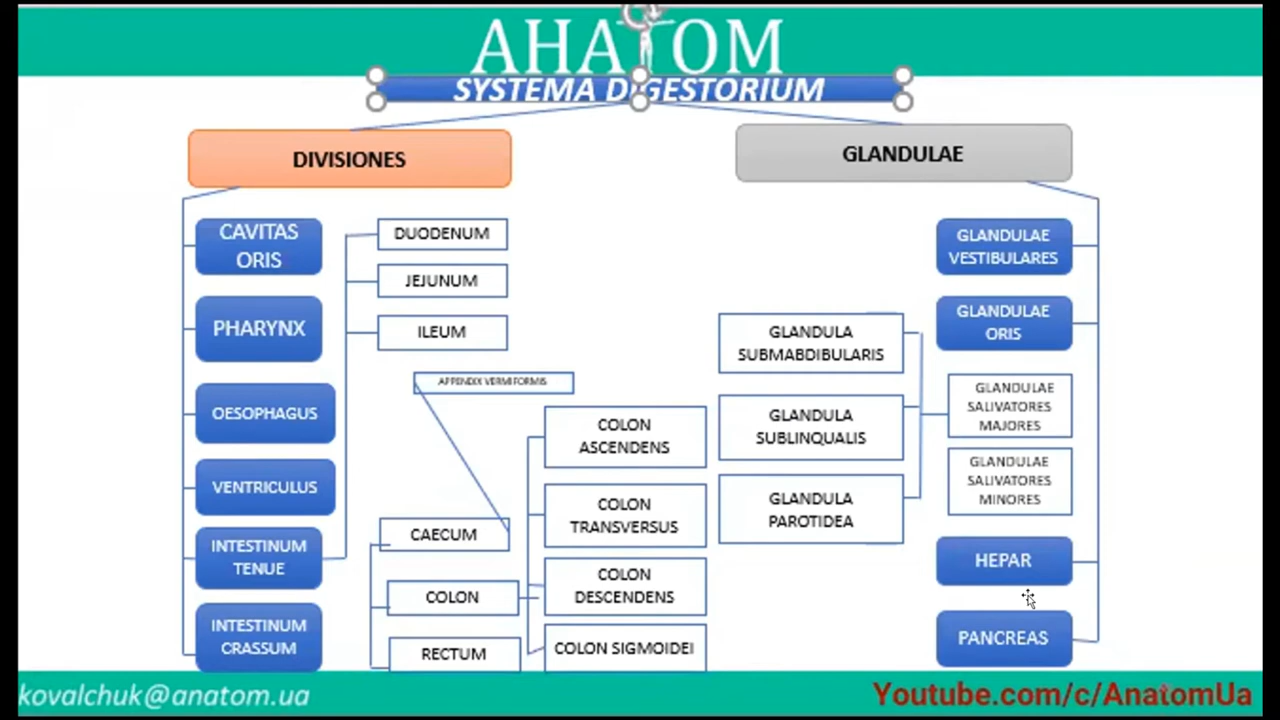 АНАТОМ
SYSTEMA DIGESTORIUM
DIVISIONES
GLANDULAE
CAVITAS
ORIS
PHARYNX
OESOPHAGUS
VENTRICULUS
INTESTINUM
TENUE
INTESTINUM
CRASSUM
DUODENUM
JEJUNUM
ILEUM
APPENDIX VERMIFORMIS
CAECUM
COLON
RECTUM
COLON
ASCENDENS
COLON
TRANSVERSUS
COLON
DESCENDENS
COLON SIGMOIDEI
GLANDULA
SUBMABDIBULARIS
GLANDULA
SUBLINQUALIS
GLANDULA
PAROTIDEA
GLANDULAE
VESTIBULARES
GLANDULAE
ORIS
GLANDULAE
SALIVATORES
MAJORES
GLANDULAE
SALIVATORES
MINORES
HEPAR
PANCREAS
kovalchuk@anatom.ua
Youtube.com/c/AnatomUa